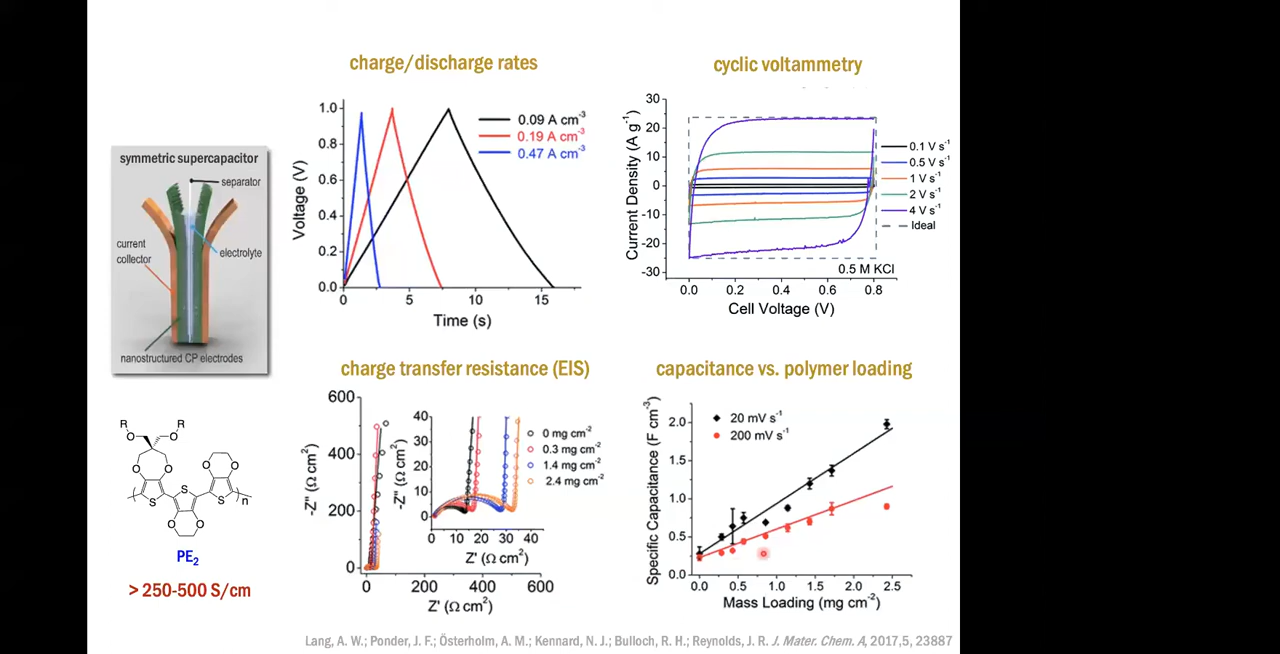 charge/discharge rates
cyclic voltammetry
symmetric supercapacitor
separator
current
collector
electrolyte
nanostructured CP electrodes
Voltage (V)
1.0
0.8
0.6
0.4
0.2
0.0
0.09 A cm⁻³
0.19 A cm⁻³
0.47 A cm⁻³
0 5 10 15
Time (s)
Current Density (A g⁻¹)
30
20
10
0
-10
-20
-30
0.1 V s⁻¹
0.5 V s⁻¹
1 V s⁻¹
2 V s⁻¹
4 V s⁻¹
Ideal
0.5 M KCl
0.0 0.2 0.4 0.6 0.8
Cell Voltage (V)
charge transfer resistance (EIS)
capacitance vs. polymer loading
R R
O O
O O O O
S S S
n
O O
PE₂
> 250-500 S/cm
-Z" (Ω cm²)
600
400
200
0
-Z" (Ω cm²)
40
30
20
10
0
0 10 20 30 40
Z' (Ω cm²)
0 mg cm⁻²
0.3 mg cm⁻²
1.4 mg cm⁻²
2.4 mg cm⁻²
0 200 400 600
Z' (Ω cm²)
Specific Capacitance (F cm⁻³)
2.0
1.5
1.0
0.5
0.0
20 mV s⁻¹
200 mV s⁻¹
0.0 0.5 1.0 1.5 2.0 2.5
Mass Loading (mg cm⁻²)
Lang, A. W.; Ponder, J. F.; Österholm, A. M.; Kennard, N. J.; Bulloch, R. H.; Reynolds, J. R. J. Mater. Chem. A, 2017,5, 23887